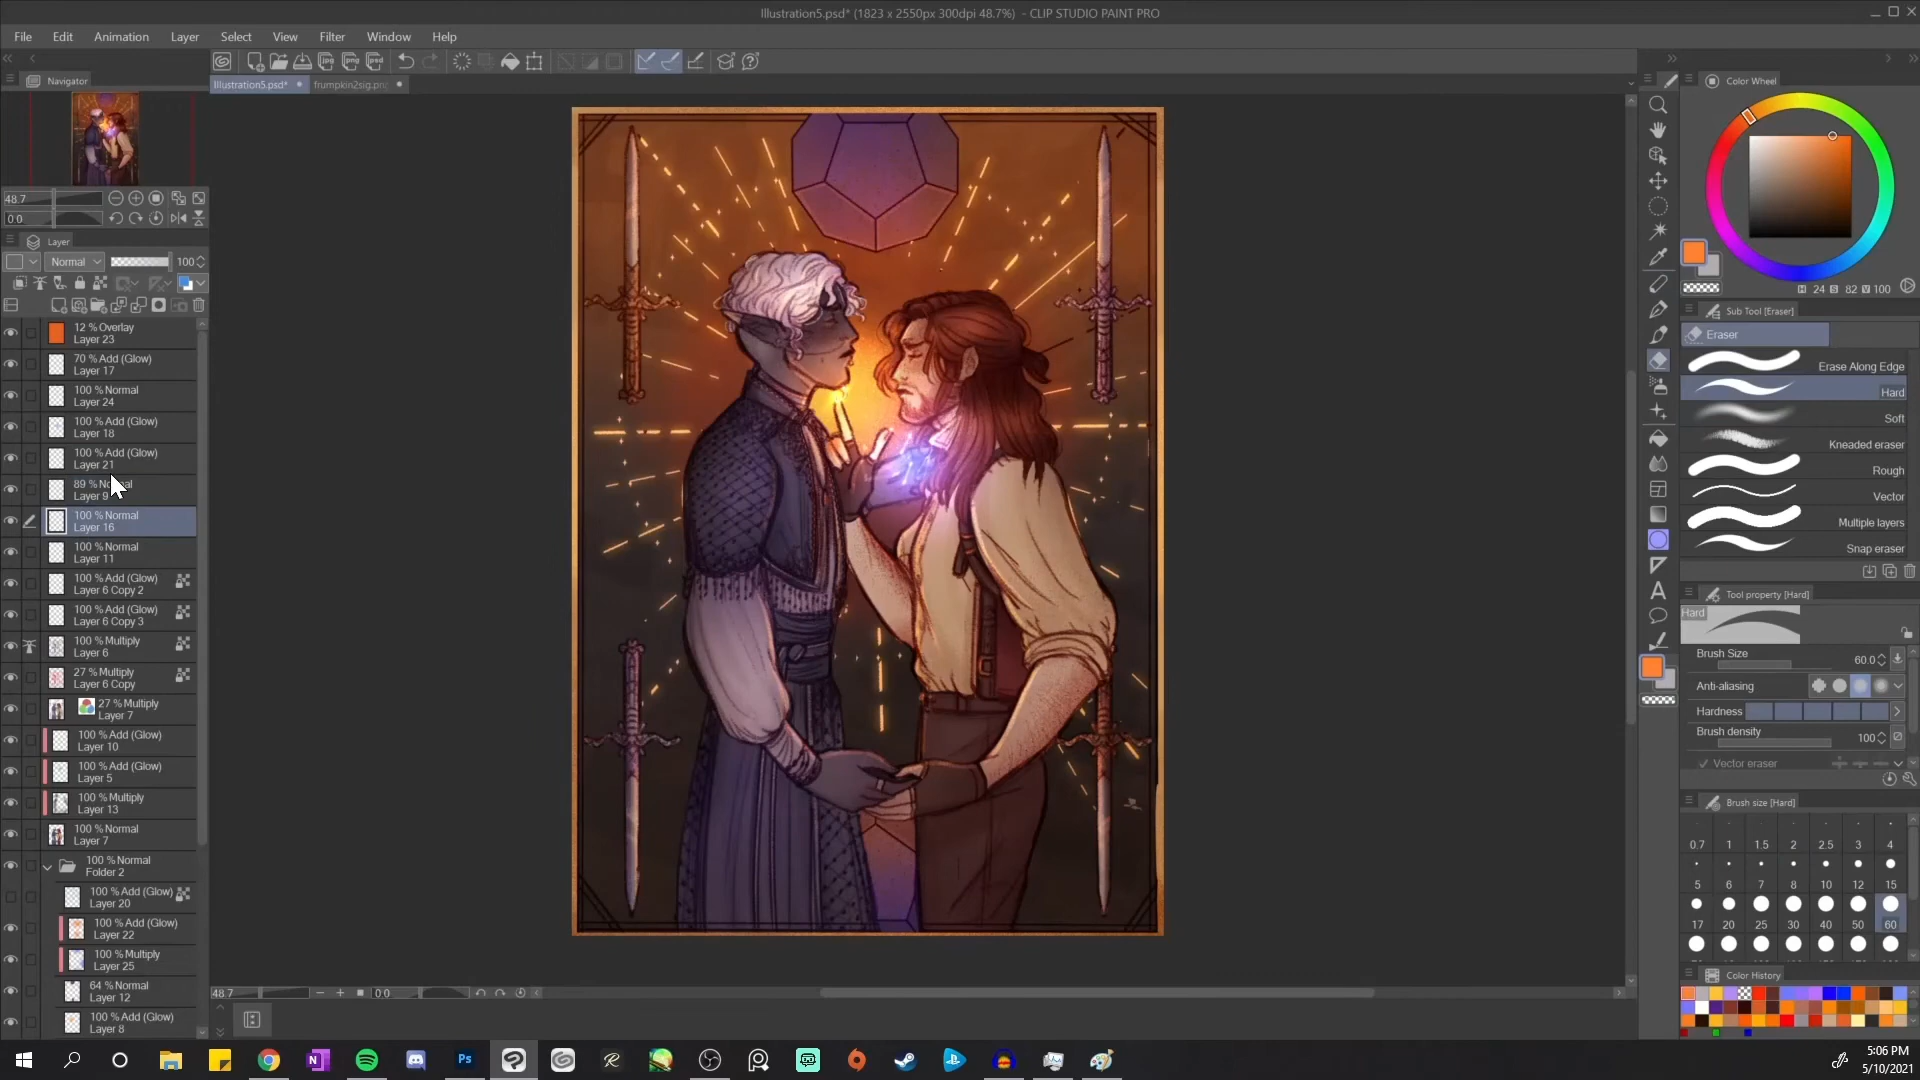 Illustration5.psd* (1823 x 2550px 300dpi 48.7%) - CLIP STUDIO PAINT PRO
File Edit Animation Layer Select View Filter Window Help
Illustration5.psd*
Navigator
48.7
0.0
Layer
Normal 100
12 % Overlay
Layer 23
70 % Add (Glow)
Layer 17
100 % Normal
Layer 24
100 % Add (Glow)
Layer 18
100 % Add (Glow)
Layer 21
89 %
Layer 9
100 % Normal
Layer 16
100 % Normal
Layer 11
100 % Add (Glow)
Layer 6 Copy 2
100 % Add (Glow)
Layer 6 Copy 3
100 % Multiply
Layer 6
27 % Multiply
Layer 6 Copy
27 % Multiply
Layer 7
100 % Add (Glow)
Layer 10
100 % Add (Glow)
Layer 5
100 % Multiply
Layer 13
100 % Normal
Layer 7
100 % Normal
Folder 2
100 % Add (Glow)
Layer 20
100 % Add (Glow)
Layer 22
100 % Multiply
Layer 25
64 % Normal
Layer 12
100 % Add (Glow)
Layer 8
48.7 0.0
Color Wheel
H 24 S 82 V 100
Sub Tool [Eraser]
Eraser
Erase Along Edge
Hard
Soft
Kneaded eraser
Rough
Vector
Multiple layers
Snap eraser
Tool property [Hard]
Hard
Brush Size 60.0
Anti-aliasing
Hardness
Brush density 100
Vector eraser
Brush size [Hard]
0.7 1 1.5 2 2.5 3 4
5 6 7 8 10 12 15
17 20 25 30 40 50 60
Color History
5:06 PM
5/10/2021